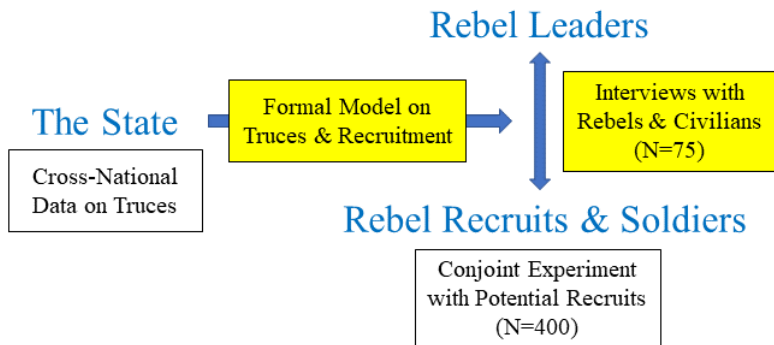 Rebel Leaders
The State
Formal Model on
Truces & Recruitment
Interviews with
Rebels & Civilians
(N=75)
Cross-National
Data on Truces
Rebel Recruits & Soldiers
Conjoint Experiment
with Potential Recruits
(N=400)